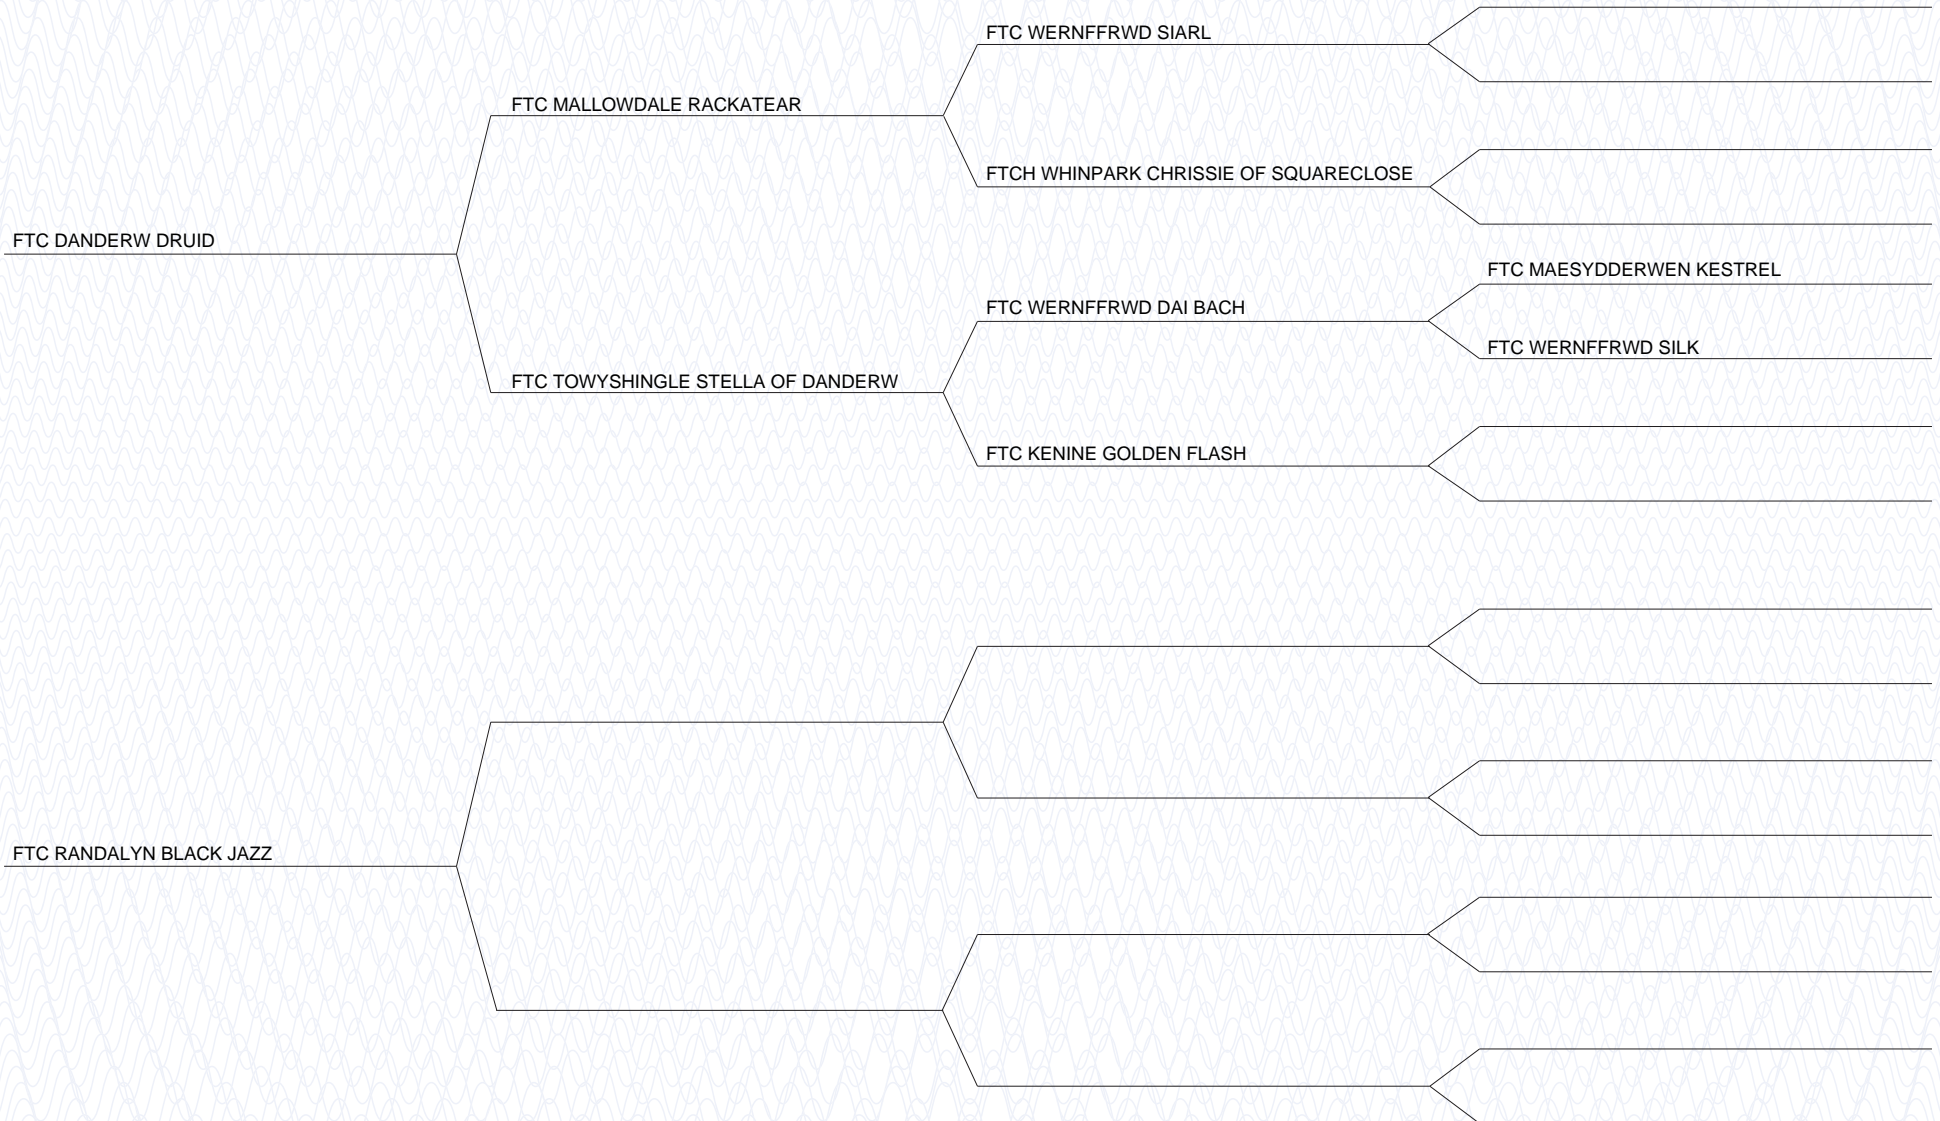 FTC WERNFFRWD SIARL
FTC MALLOWDALE RACKATEAR
FTCH WHINPARK CHRISSIE OF SQUARECLOSE
FTC DANDERW DRUID
FTC MAESYDDERWEN KESTREL
FTC WERNFFRWD DAI BACH
FTC WERNFFRWD SILK
FTC TOWYSHINGLE STELLA OF DANDERW
FTC KENINE GOLDEN FLASH
FTC RANDALYN BLACK JAZZ